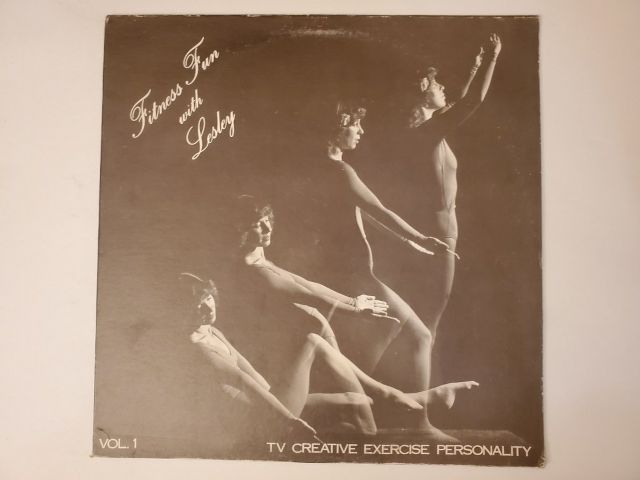 Fitness Fun
with
Lesley
VOL. 1
TV CREATIVE EXERCISE PERSONALITY